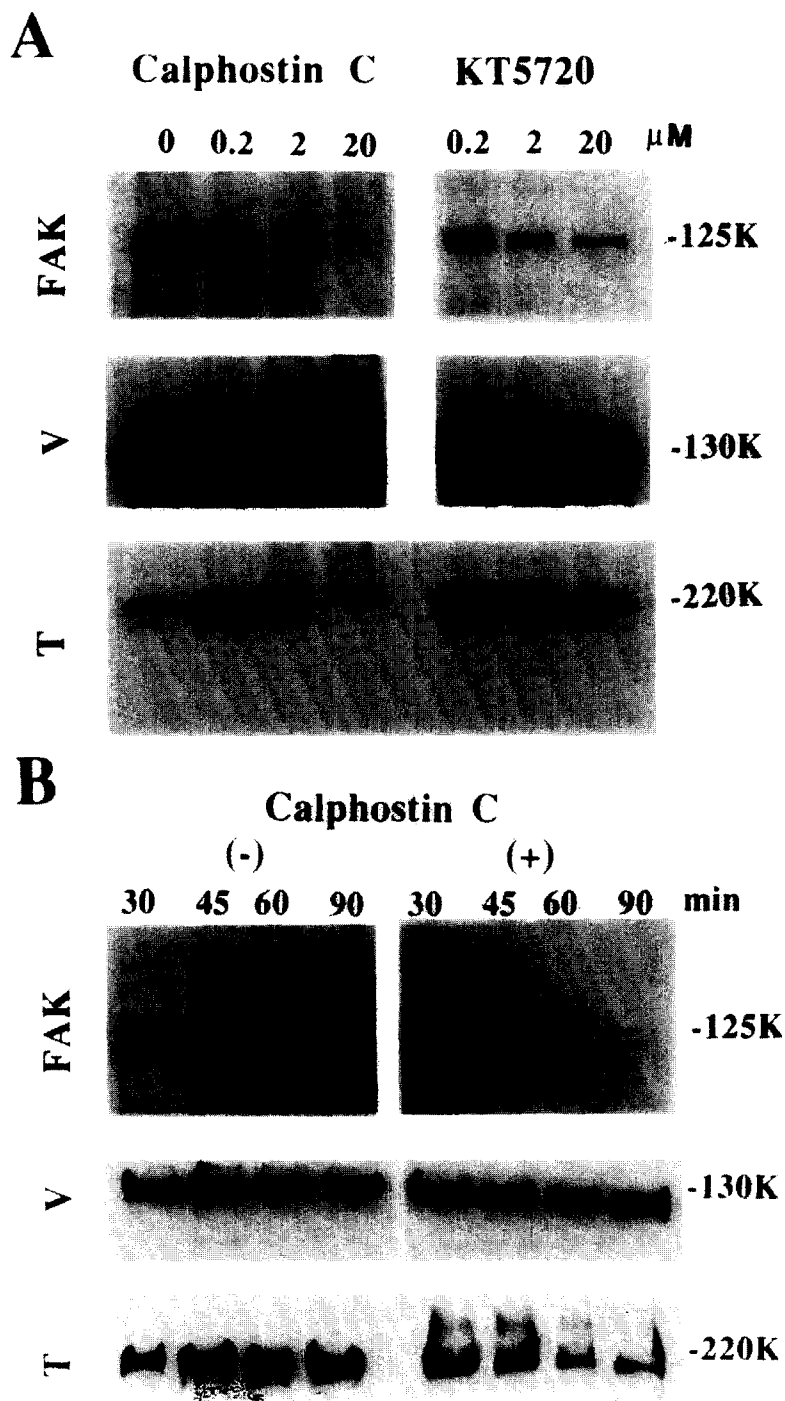 A
Calphostin C KT5720
0 0.2 2 20 0.2 2 20 μM
FAK -125K
V -130K
T -220K
B
Calphostin C
(-) (+)
30 45 60 90 30 45 60 90 min
FAK -125K
V -130K
T -220K